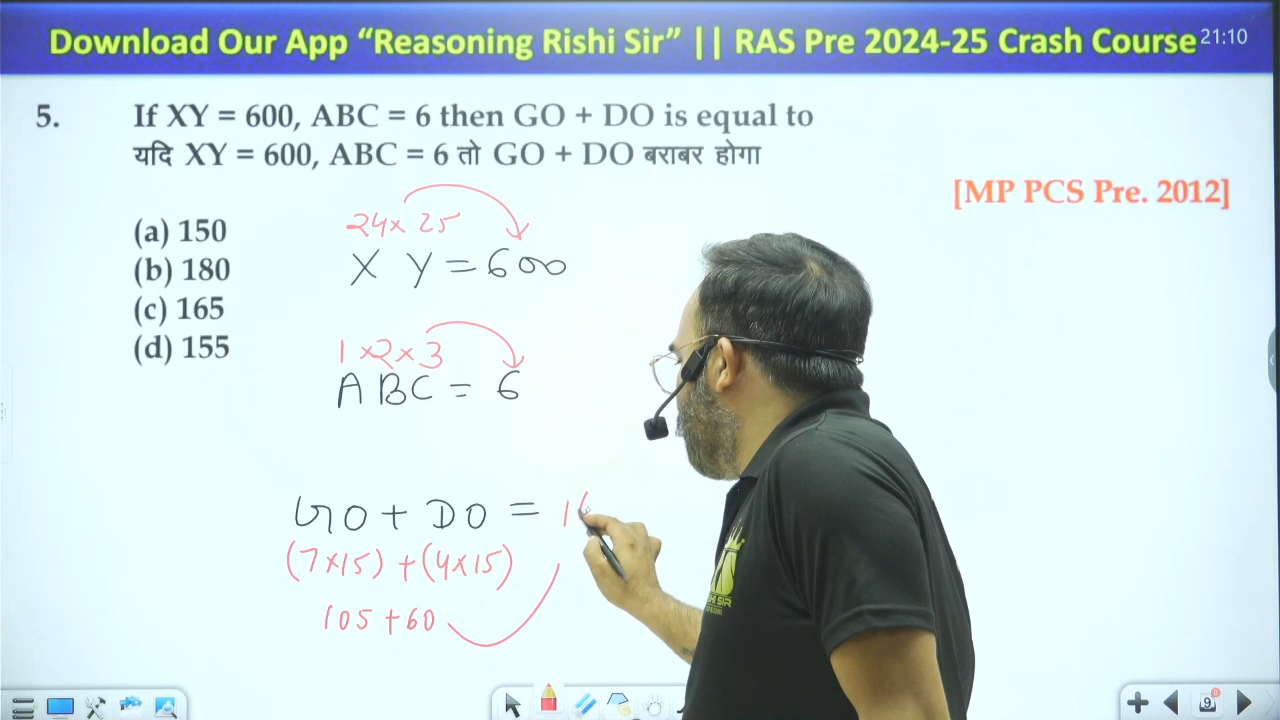 Download Our App “Reasoning Rishi Sir” || RAS Pre 2024-25 Crash Course 21:10
5. If XY = 600, ABC = 6 then GO + DO is equal to
यदि XY = 600, ABC = 6 तो GO + DO बराबर होगा
[MP PCS Pre. 2012]
(a) 150
(b) 180
(c) 165
(d) 155
24 x 25
X Y = 600
1 x 2 x 3
A B C = 6
GO + DO = 16
(7 x 15) + (4 x 15)
105 + 60
9